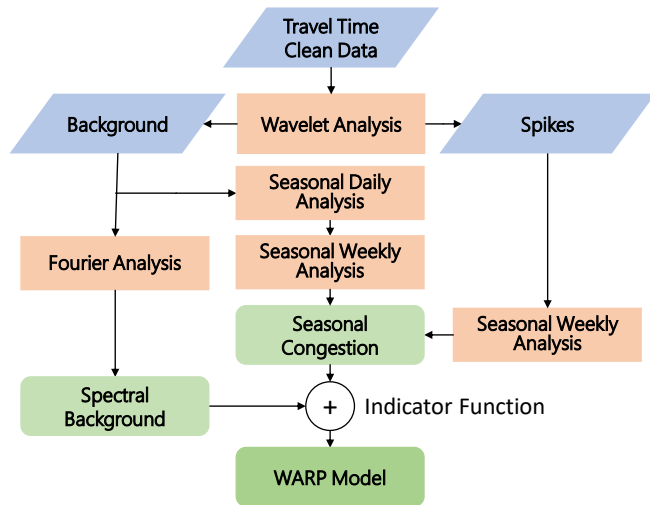 Travel Time
Clean Data
Background
Wavelet Analysis
Spikes
Seasonal Daily
Analysis
Fourier Analysis
Seasonal Weekly
Analysis
Seasonal
Congestion
Seasonal Weekly
Analysis
Spectral
Background
+
Indicator Function
WARP Model